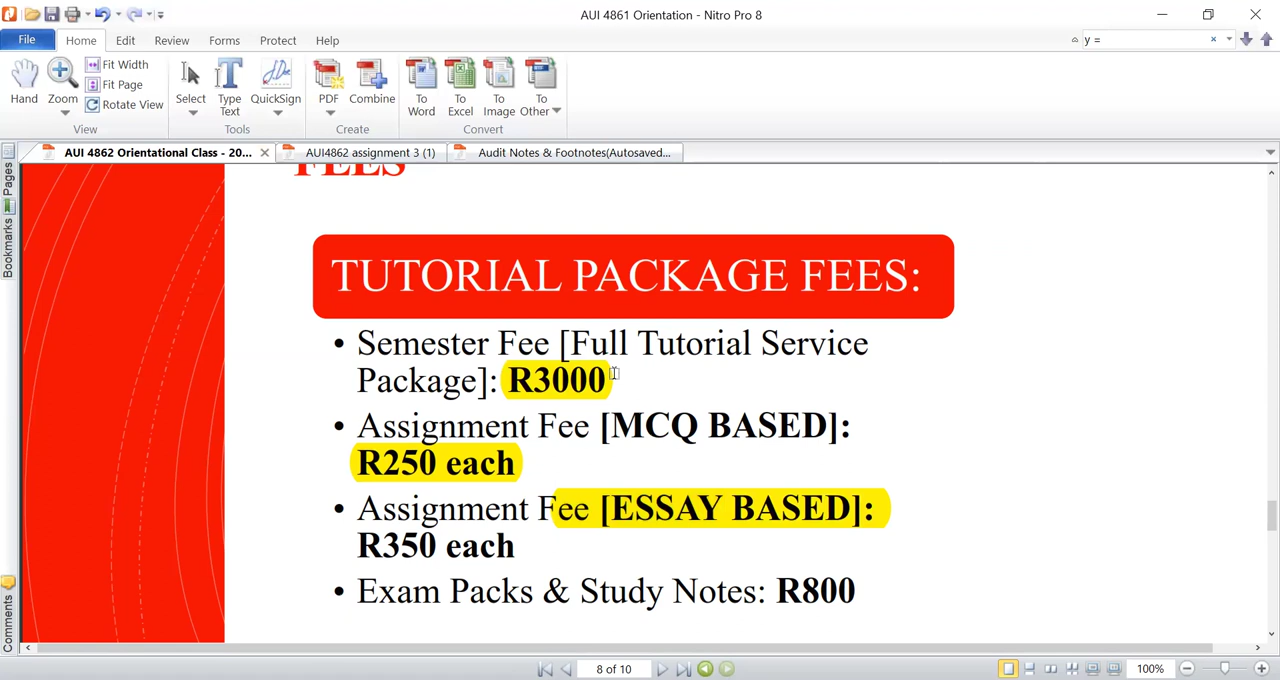 AUI 4861 Orientation - Nitro Pro 8
File Home Edit Review Forms Protect Help
y =
Hand Zoom Fit Width Fit Page Rotate View
View
Select Type Text QuickSign
Tools
PDF Combine
Create
To Word To Excel To Image To Other
Convert
AUI 4862 Orientational Class - 20... AUI4862 assignment 3 (1) Audit Notes & Footnotes(Autosaved...
Pages
Bookmarks
Comments
FEES
TUTORIAL PACKAGE FEES:
• Semester Fee [Full Tutorial Service
Package]: R3000
• Assignment Fee [MCQ BASED]:
R250 each
• Assignment Fee [ESSAY BASED]:
R350 each
• Exam Packs & Study Notes: R800
8 of 10
100%